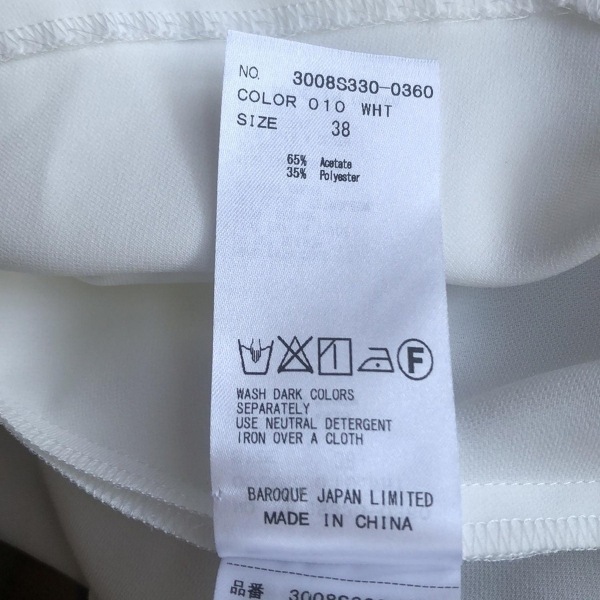 NO. 3008S330-0360
COLOR 010 WHT
SIZE 38
65% Acetate
35% Polyester
F
WASH DARK COLORS
SEPARATELY
USE NEUTRAL DETERGENT
IRON OVER A CLOTH
BAROQUE JAPAN LIMITED
MADE IN CHINA
品番